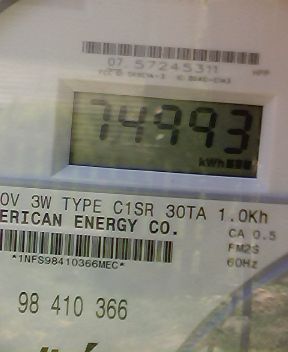 07. 57245311
74993
kWh
0V 3W TYPE C1SR 30TA 1.0Kh
ERICAN ENERGY CO.
CA 0.5
FM2S
*1NFS98410366MEC*
60Hz
98 410 366